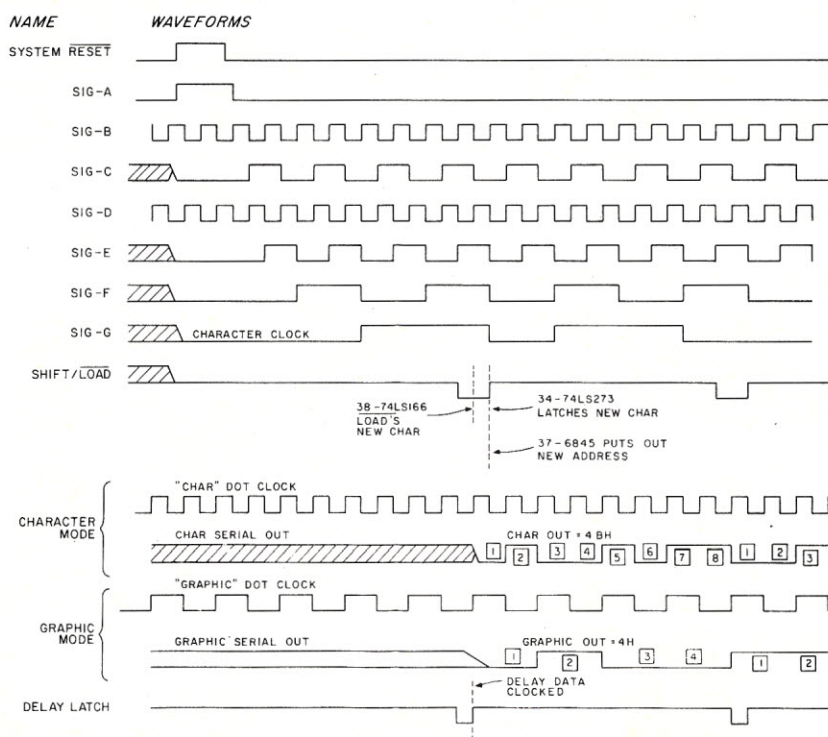 NAME WAVEFORMS
SYSTEM RESET
SIG-A
SIG-B
SIG-C
SIG-D
SIG-E
SIG-F
SIG-G CHARACTER CLOCK
SHIFT/LOAD
38-74LS166
LOAD'S
NEW CHAR
34-74LS273
LATCHES NEW CHAR
37-6845 PUTS OUT
NEW ADDRESS
CHARACTER
MODE
"CHAR" DOT CLOCK
CHAR SERIAL OUT CHAR OUT = 4BH
1 2 3 4 5 6 7 8 1 2 3
GRAPHIC
MODE
"GRAPHIC" DOT CLOCK
GRAPHIC SERIAL OUT GRAPHIC OUT = 4H
1 2 3 4 1 2
DELAY DATA
CLOCKED
DELAY LATCH